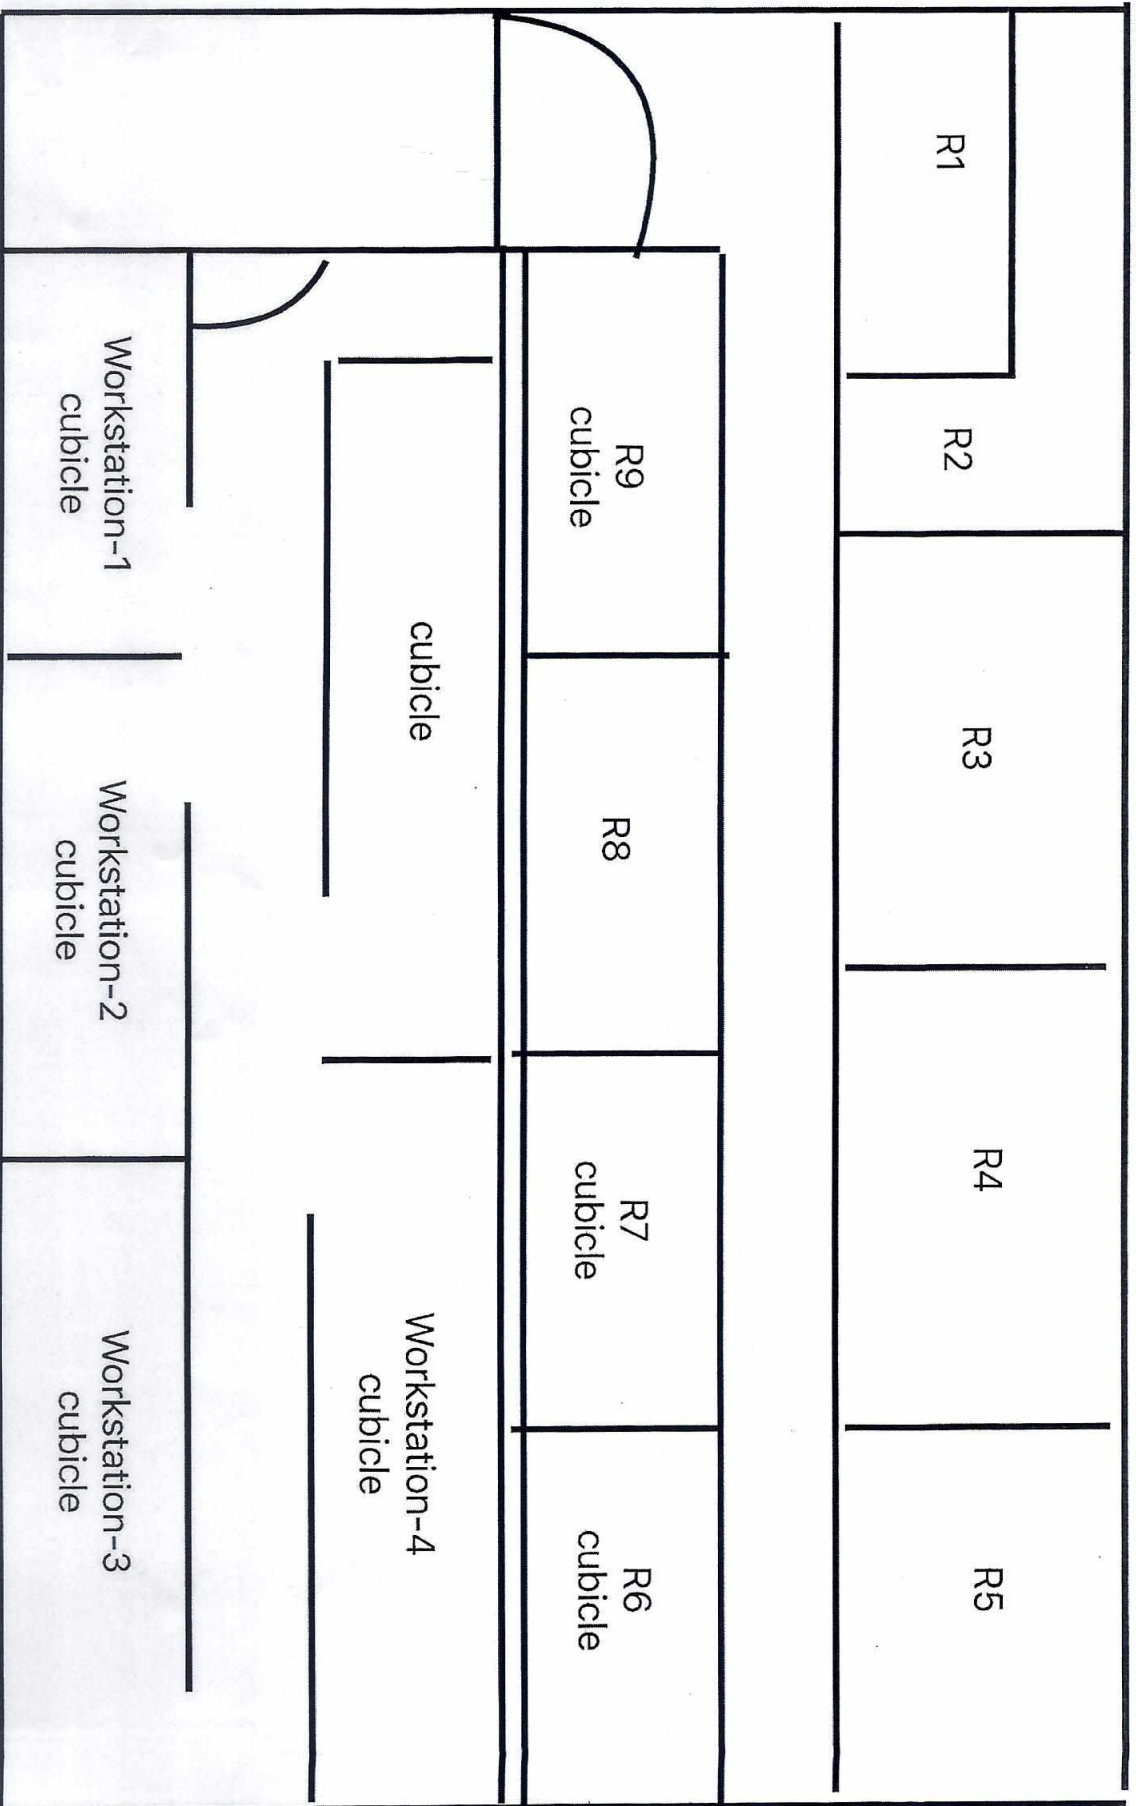 R1
R2
R3
R4
R5
R9
cubicle
R8
R7
cubicle
R6
cubicle
cubicle
Workstation-4
cubicle
Workstation-1
cubicle
Workstation-2
cubicle
Workstation-3
cubicle